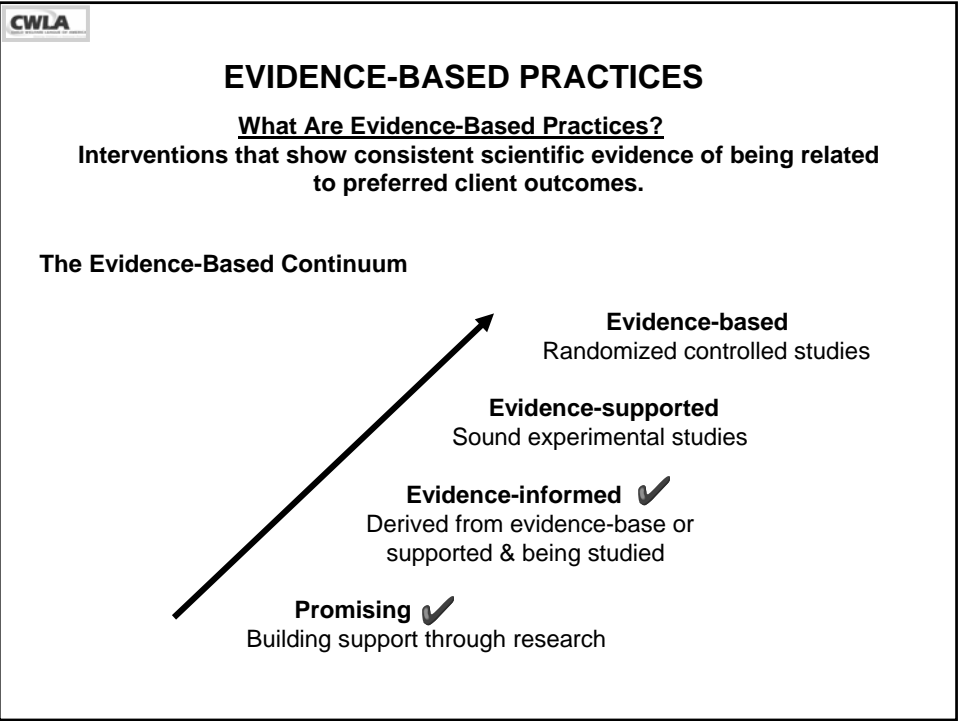 CWLA
EVIDENCE-BASED PRACTICES
What Are Evidence-Based Practices?
Interventions that show consistent scientific evidence of being related
to preferred client outcomes.
The Evidence-Based Continuum
Evidence-based
Randomized controlled studies
Evidence-supported
Sound experimental studies
Evidence-informed ✔
Derived from evidence-base or
supported & being studied
Promising ✔
Building support through research